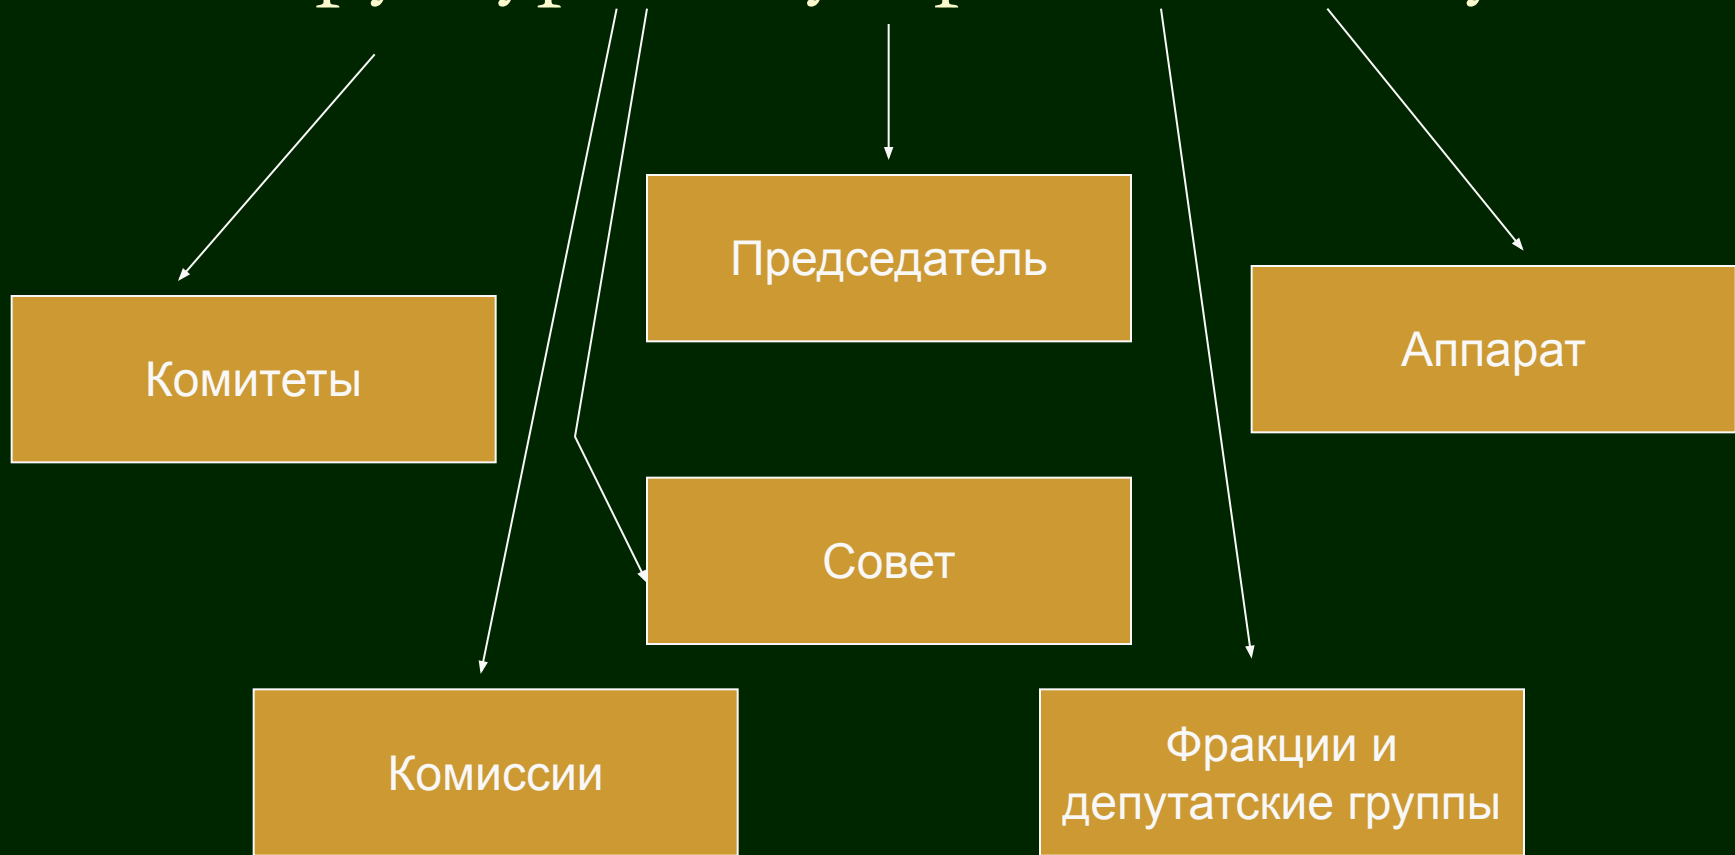 Председатель
Аппарат
Комитеты
Совет
Комиссии
Фракции и
депутатские группы